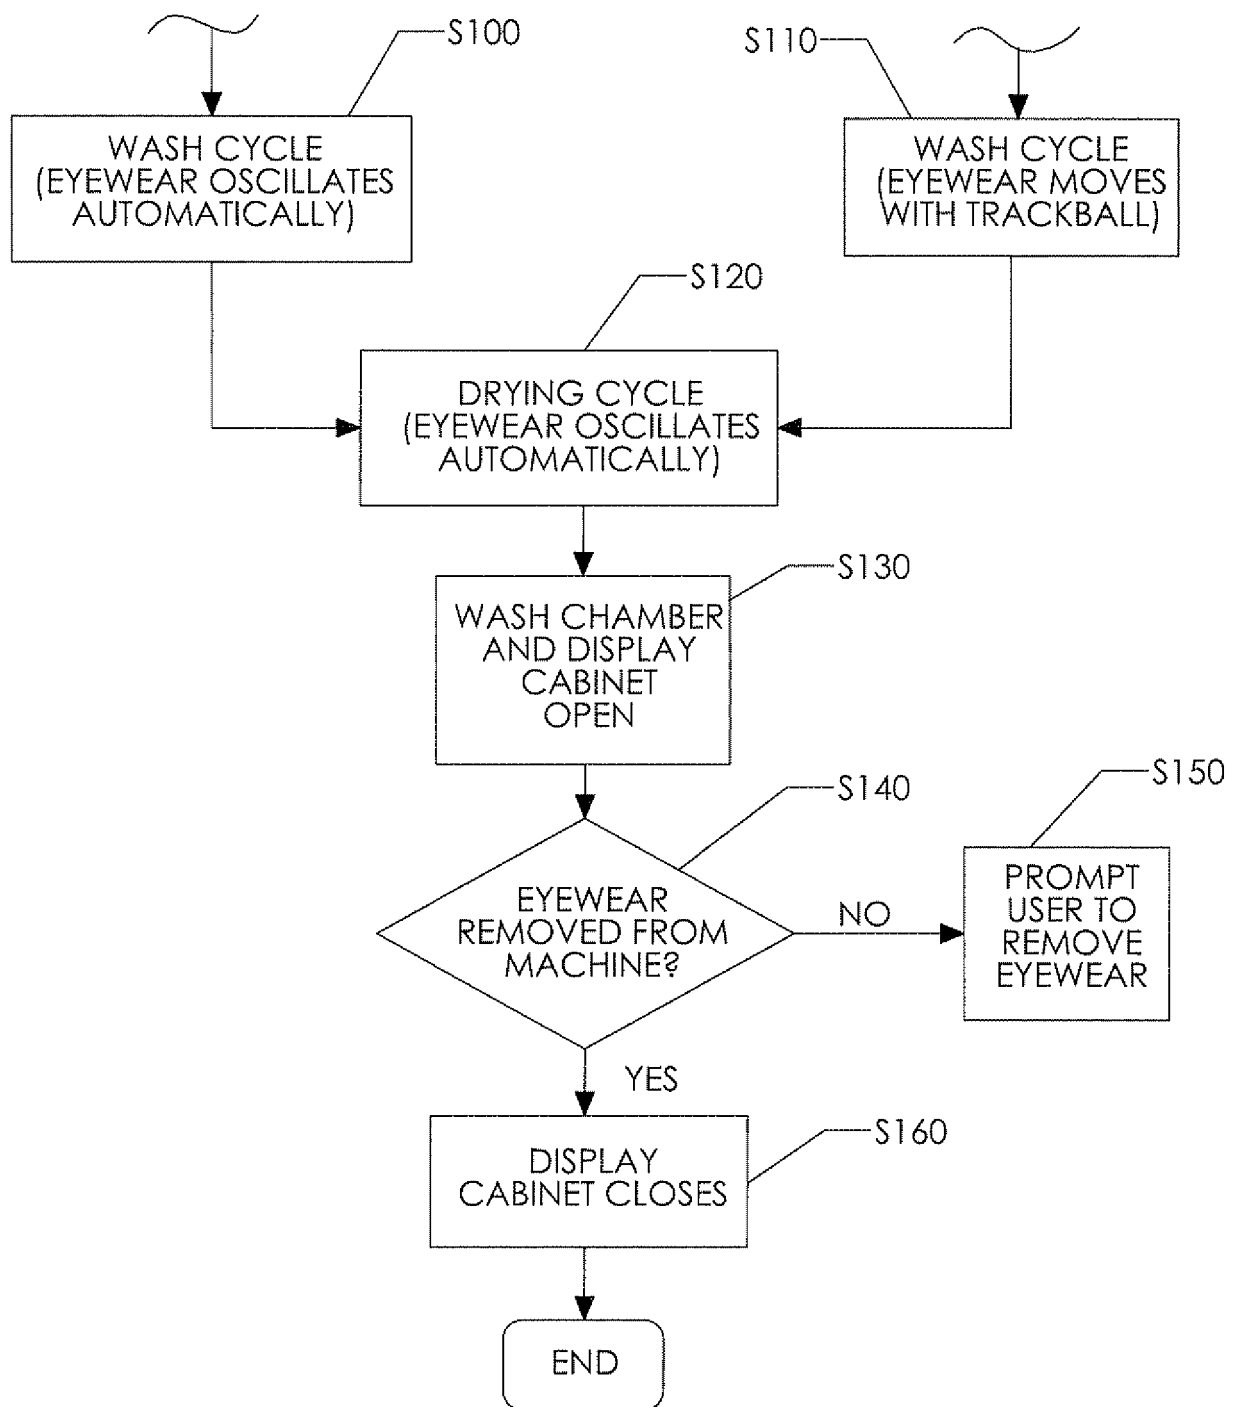 S100
S110
WASH CYCLE
(EYEWEAR OSCILLATES
AUTOMATICALLY)
WASH CYCLE
(EYEWEAR MOVES
WITH TRACKBALL)
S120
DRYING CYCLE
(EYEWEAR OSCILLATES
AUTOMATICALLY)
S130
WASH CHAMBER
AND DISPLAY
CABINET
OPEN
S140
S150
EYEWEAR
REMOVED FROM
MACHINE?
NO
PROMPT
USER TO
REMOVE
EYEWEAR
YES
S160
DISPLAY
CABINET CLOSES
END